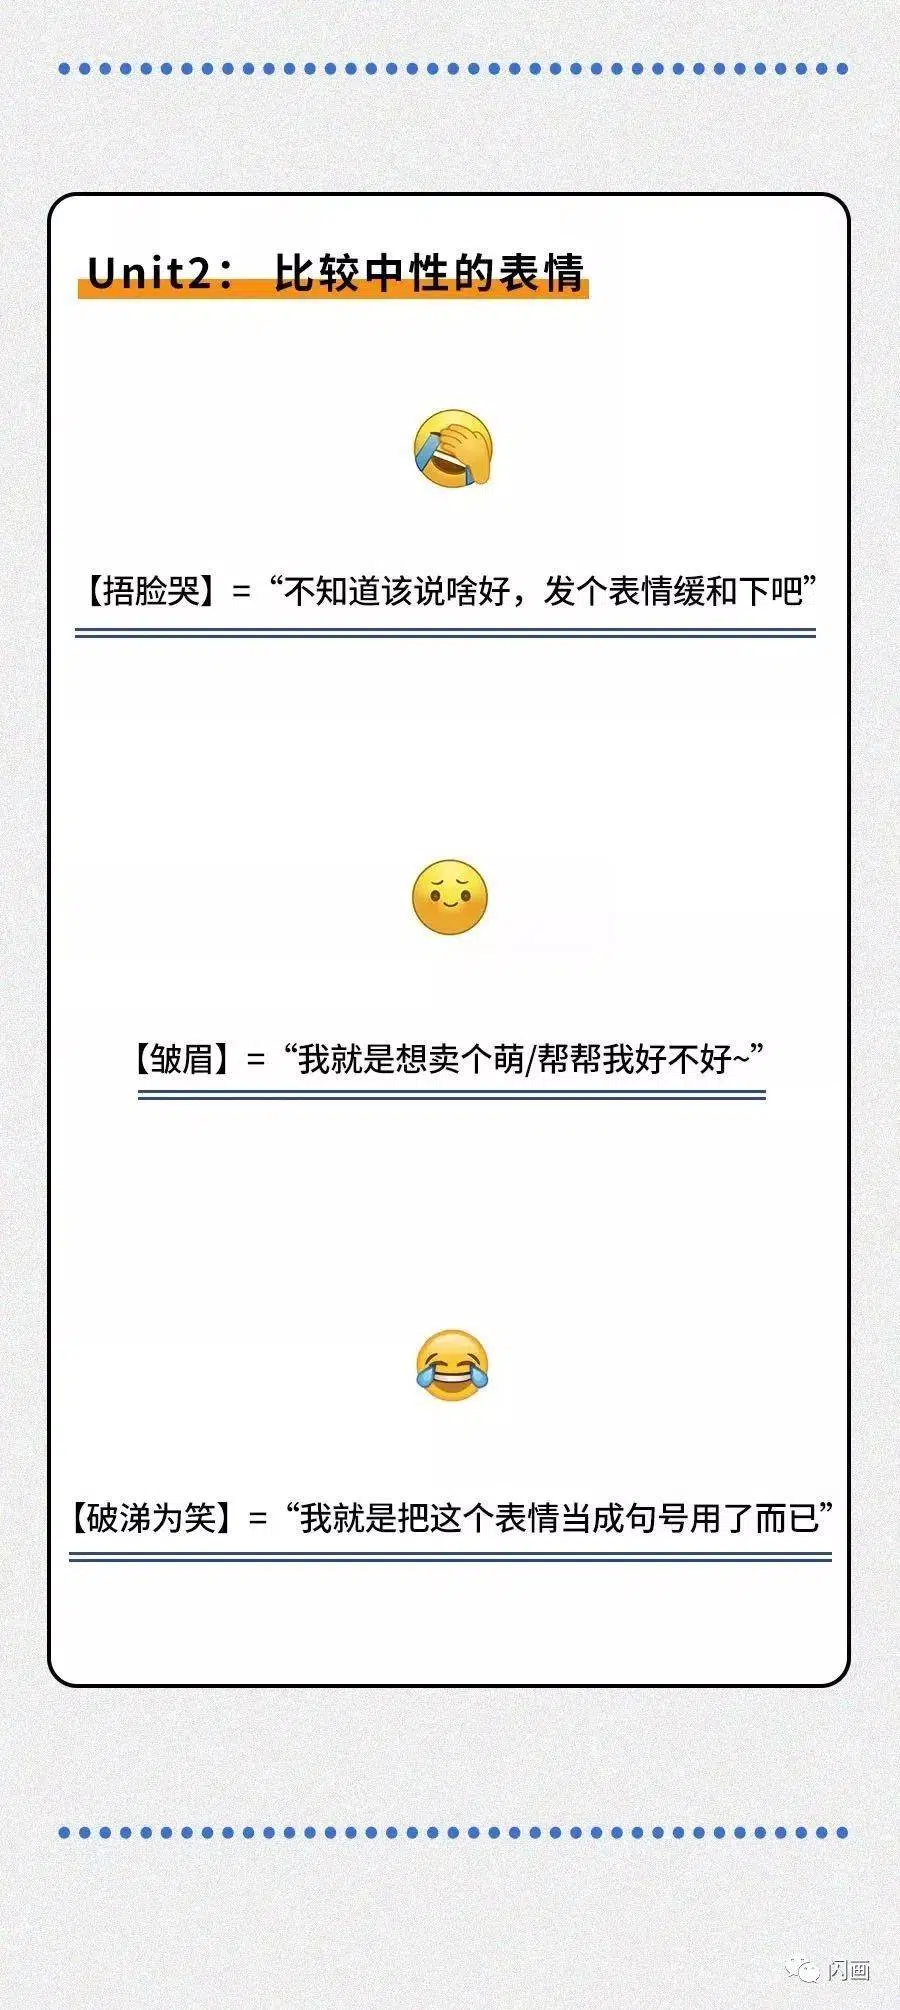 Unit2： 比较中性的表情
【捂脸哭】=“不知道该说啥好，发个表情缓和下吧”
【皱眉】=“我就是想卖个萌/帮帮我好不好~”
【破涕为笑】=“我就是把这个表情当成句号用了而已”
闪画